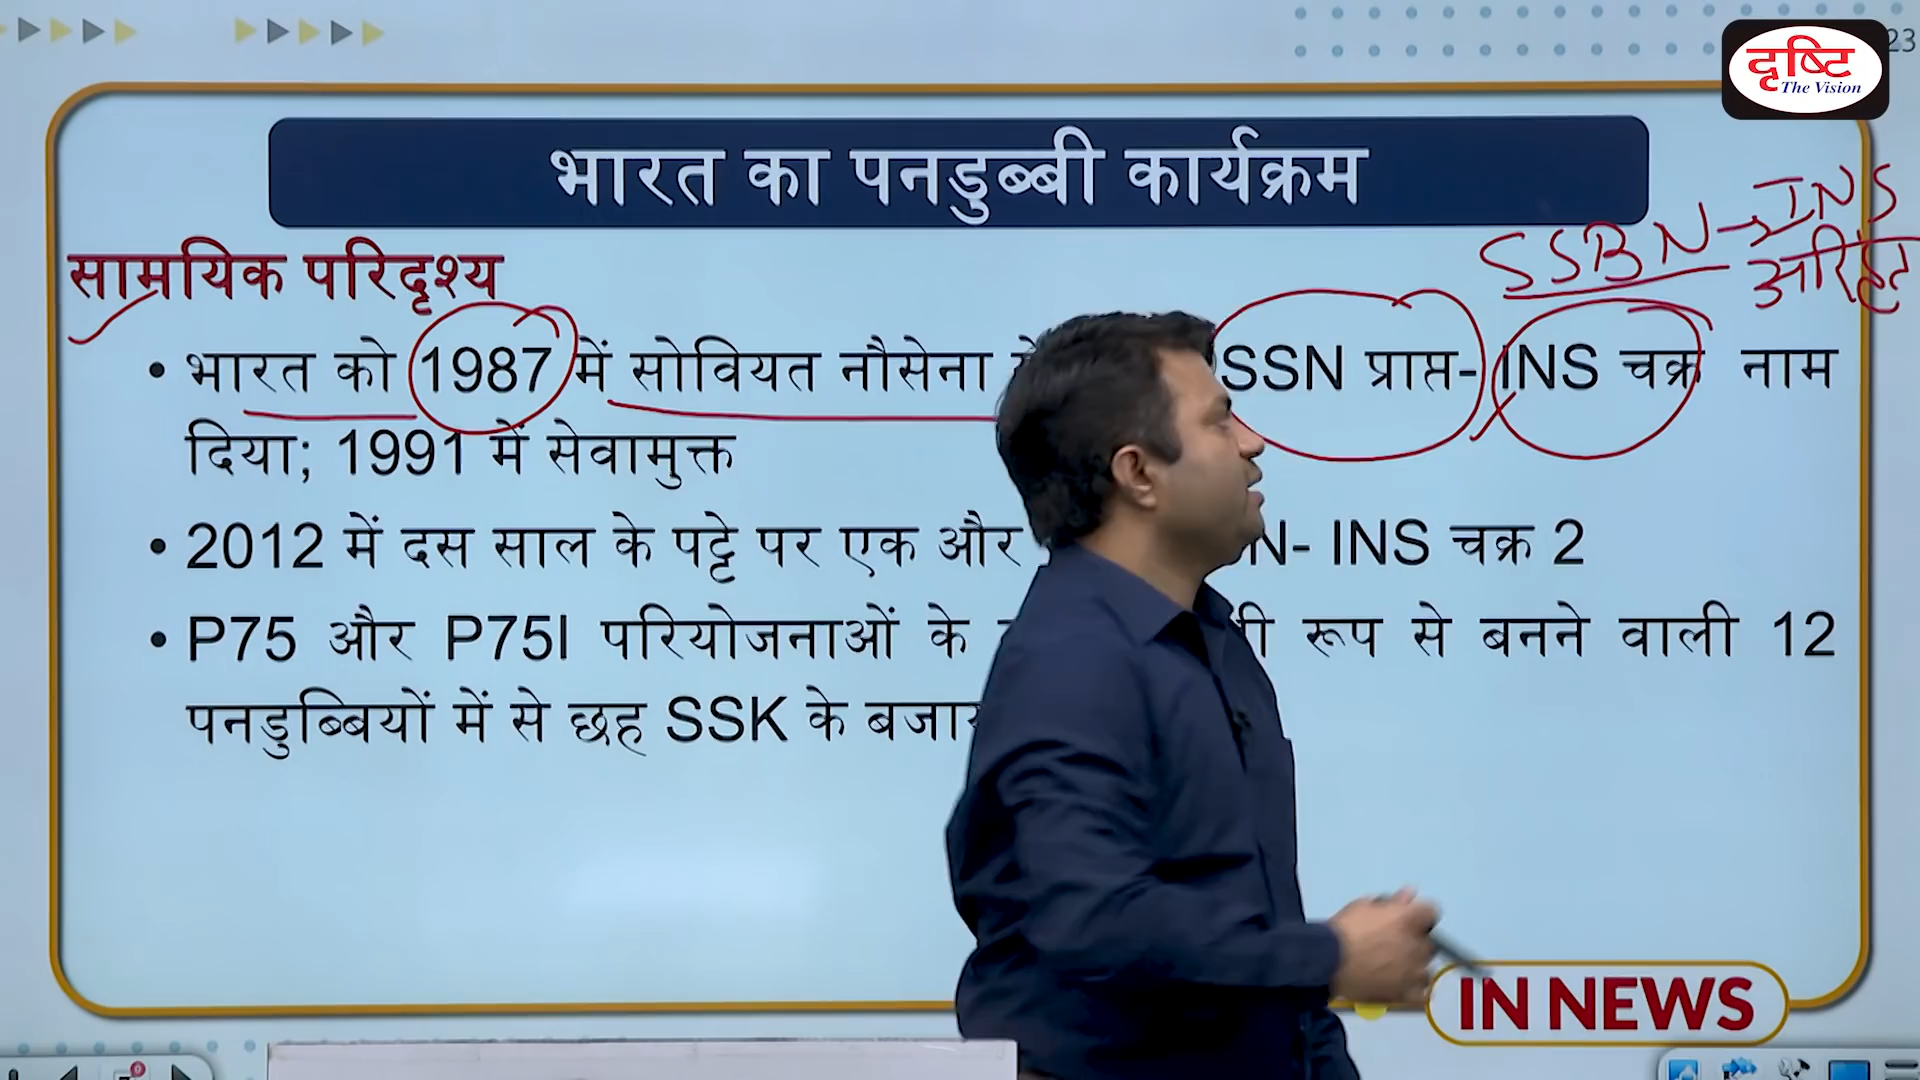 23
दृष्टि
The Vision
भारत का पनडुब्बी कार्यक्रम
SSBN → INS
अरिहंत
सामयिक परिदृश्य
• भारत को 1987 में सोवियत नौसेना SSN प्राप्त- INS चक्र नाम
दिया; 1991 में सेवामुक्त
• 2012 में दस साल के पट्टे पर एक और N- INS चक्र 2
• P75 और P75I परियोजनाओं के रूप से बनने वाली 12
पनडुब्बियों में से छह SSK के
IN NEWS